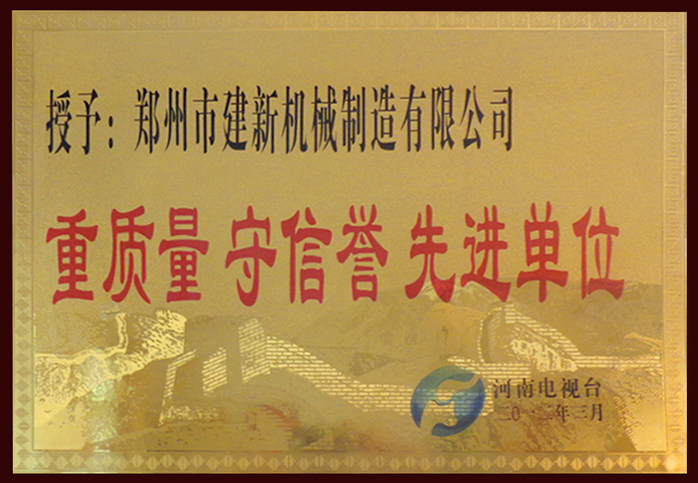 授予：郑州市建新机械制造有限公司
重质量 守信誉 先进单位
河南电视台
二〇一二年三月